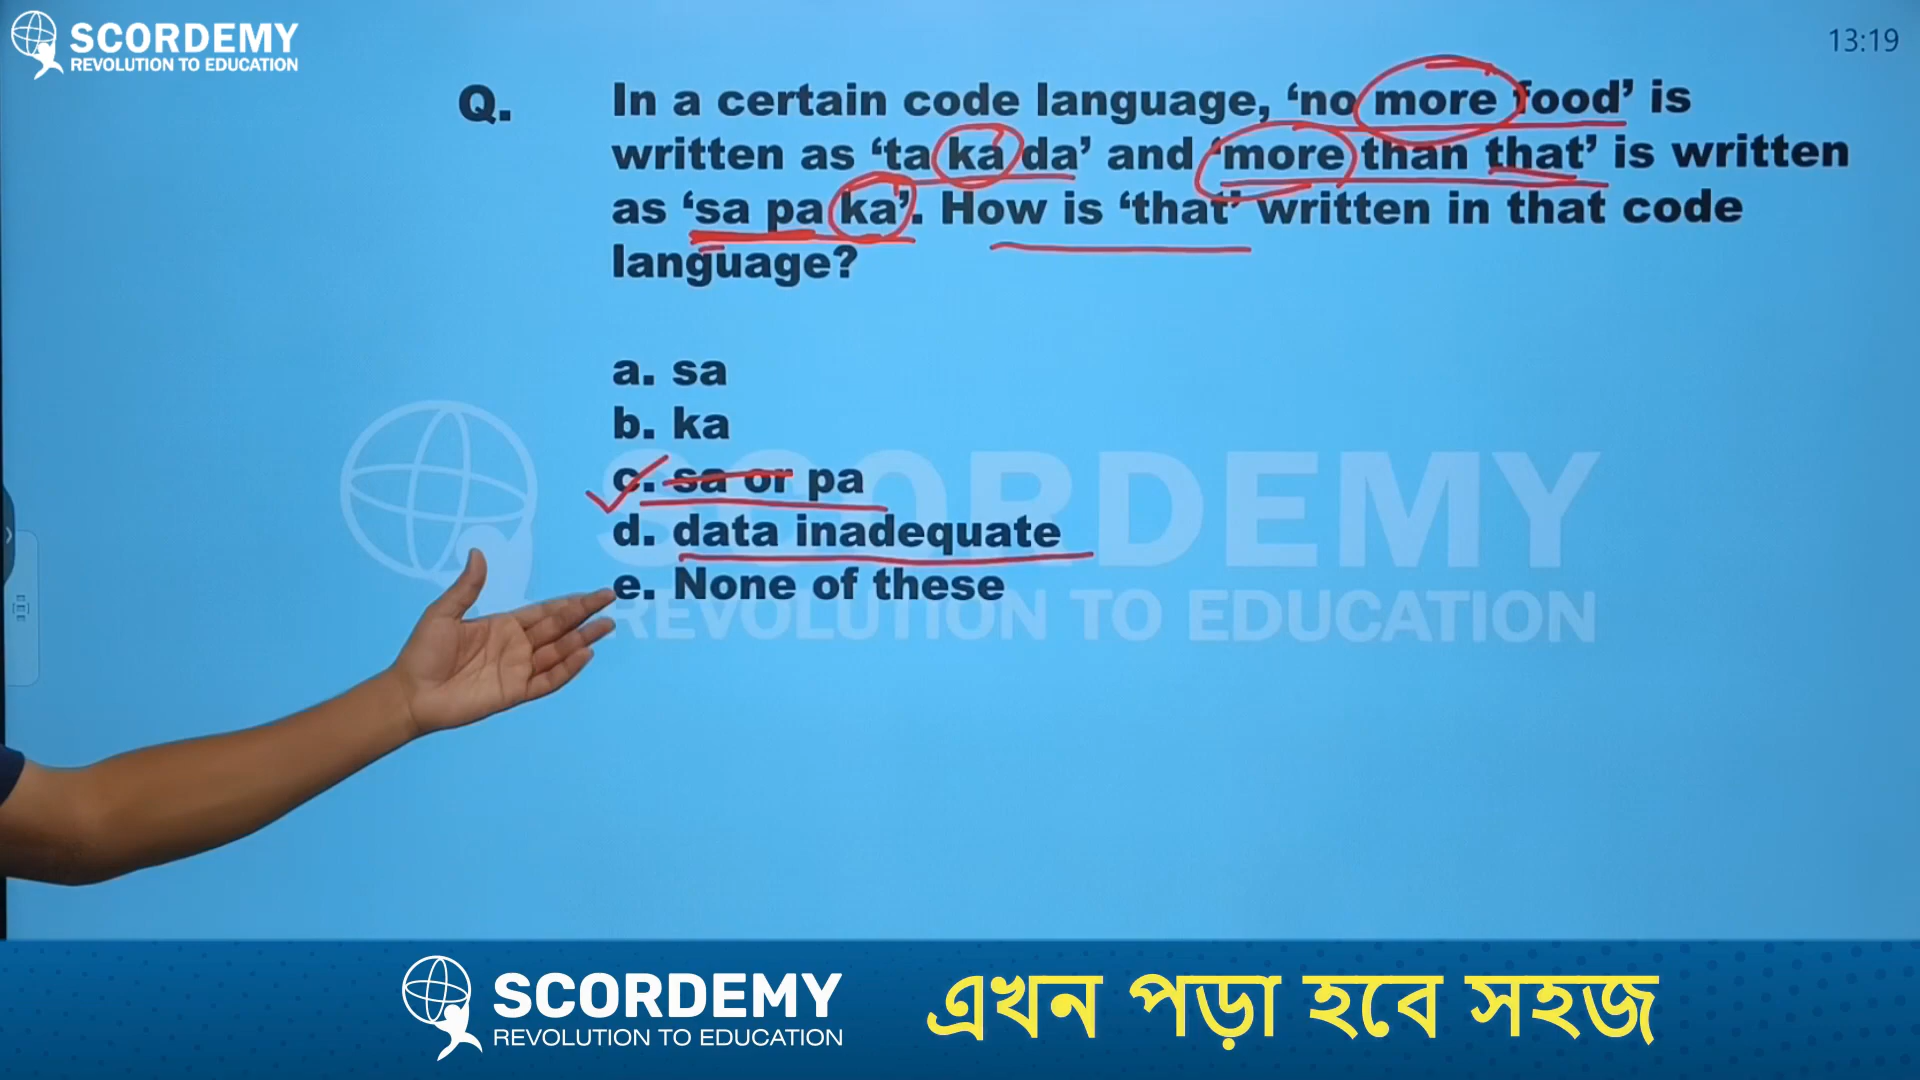 SCORDEMY
REVOLUTION TO EDUCATION
13:19
Q. In a certain code language, ‘no more food’ is
written as ‘ta ka da’ and ‘more than that’ is written
as ‘sa pa ka’. How is ‘that’ written in that code
language?
a. sa
b. ka
c. sa or pa
d. data inadequate
e. None of these
SCORDEMY
REVOLUTION TO EDUCATION
SCORDEMY
REVOLUTION TO EDUCATION
এখন পড়া হবে সহজ